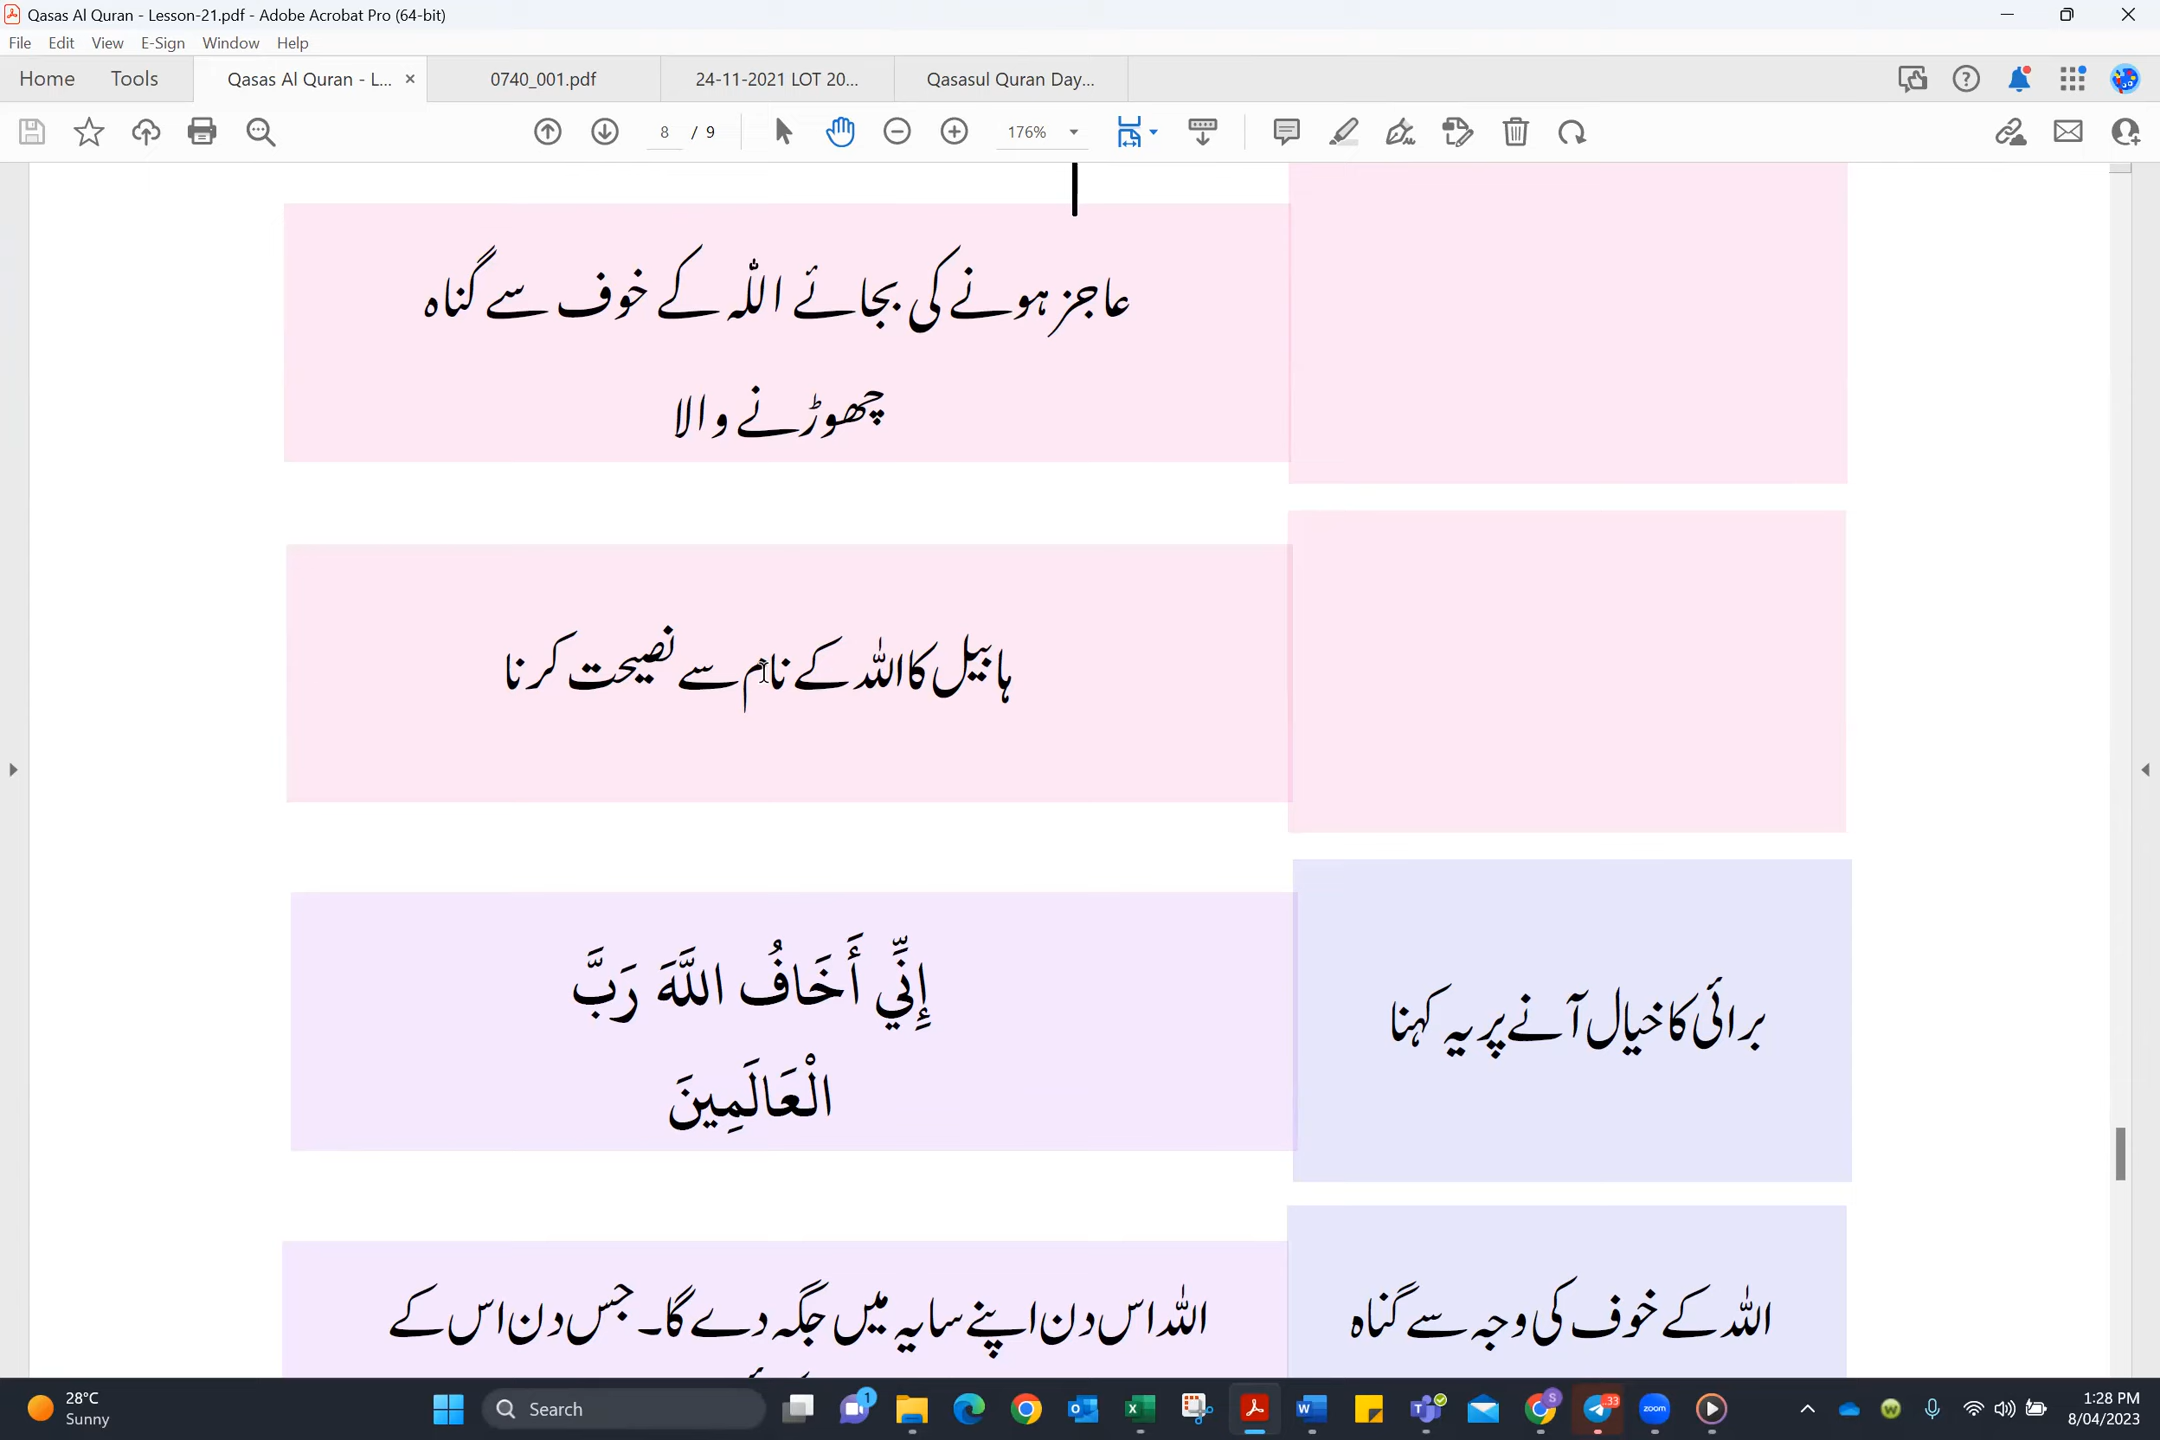 Qasas Al Quran - Lesson-21.pdf - Adobe Acrobat Pro (64-bit)
File Edit View E-Sign Window Help
Home Tools Qasas Al Quran - L... 0740_001.pdf 24-11-2021 LOT 20... Qasasul Quran Day...
8 / 9 176%
عاجز ہونے کی بجائے اللہ کے خوف سے گناہ
چھوڑنے والا
ہابیل کا اللہ کے نام سے نصیحت کرنا
إِنِّي أَخَافُ اللَّهَ رَبَّ
الْعَالَمِينَ
برائی کا خیال آنے پر یہ کہنا
اللہ کے خوف کی وجہ سے گناہ
اللہ اس دن اپنے سایہ میں جگہ دے گا۔ جس دن اس کے
28°C
Sunny
Search
1
33
zoom
1:28 PM
8/04/2023